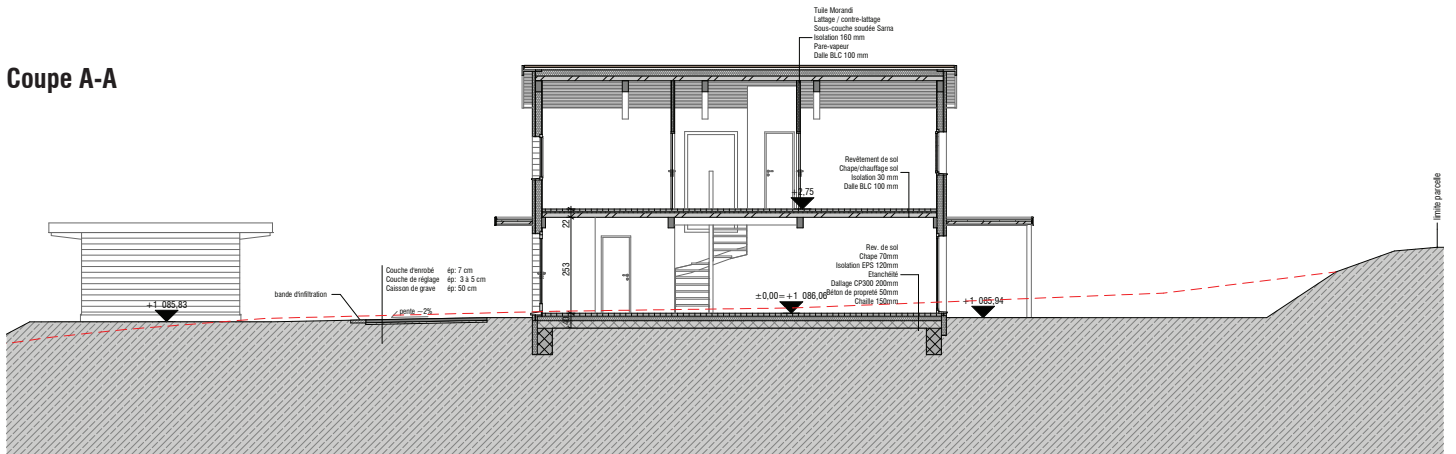 Coupe A-A
Tuile Morandi
Lattage / contre-lattage
Sous-couche soudée Sarna
Isolation 160 mm
Pare-vapeur
Dalle BLC 100 mm
Revêtement de sol
Chape/chauffage sol
Isolation 30 mm
Dalle BLC 100 mm
+2,75
22
253
Rev. de sol
Chape 70mm
Isolation EPS 120mm
Etanchéité
Dallage CP300 200mm
Béton de propreté 50mm
Chaille 150mm
±0,00=+1 086,06
+1 085,94
+1 085,83
Couche d'enrobé ép: 7 cm
Couche de réglage ép: 3 à 5 cm
Caisson de grave ép: 50 cm
bande d'infiltration
pente ~2%
limite parcelle